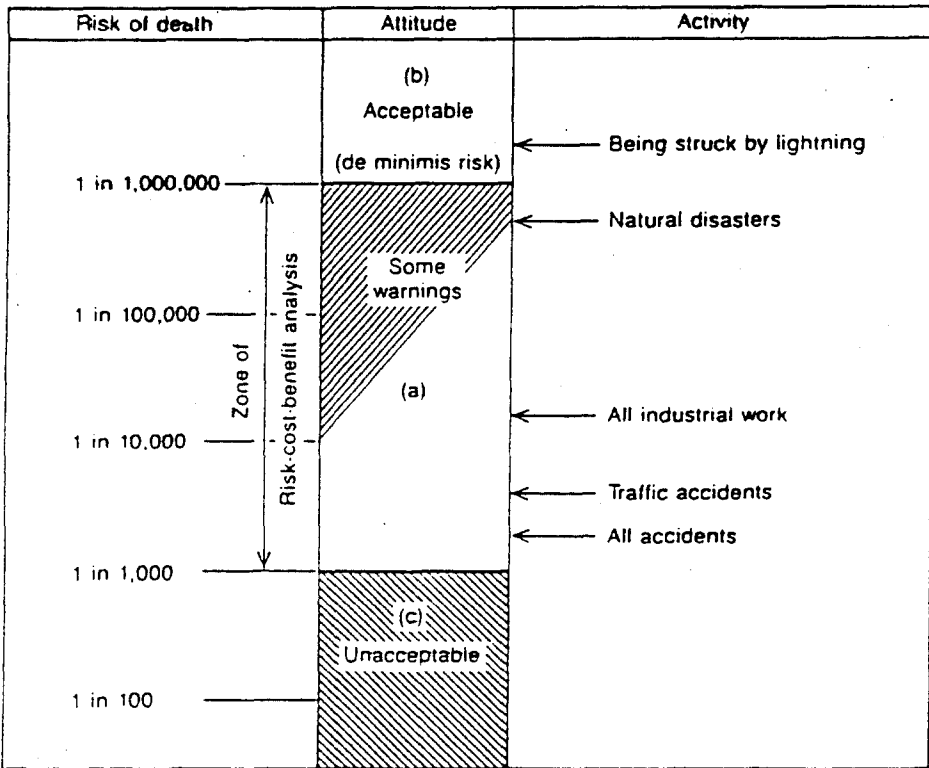 Risk of death Attitude Activity
(b)
Acceptable
(de minimis risk)
Being struck by lightning
1 in 1,000,000
Natural disasters
Some
warnings
1 in 100,000
Zone of
Risk-cost-benefit analysis
(a)
All industrial work
1 in 10,000
Traffic accidents
All accidents
1 in 1,000
(c)
Unacceptable
1 in 100